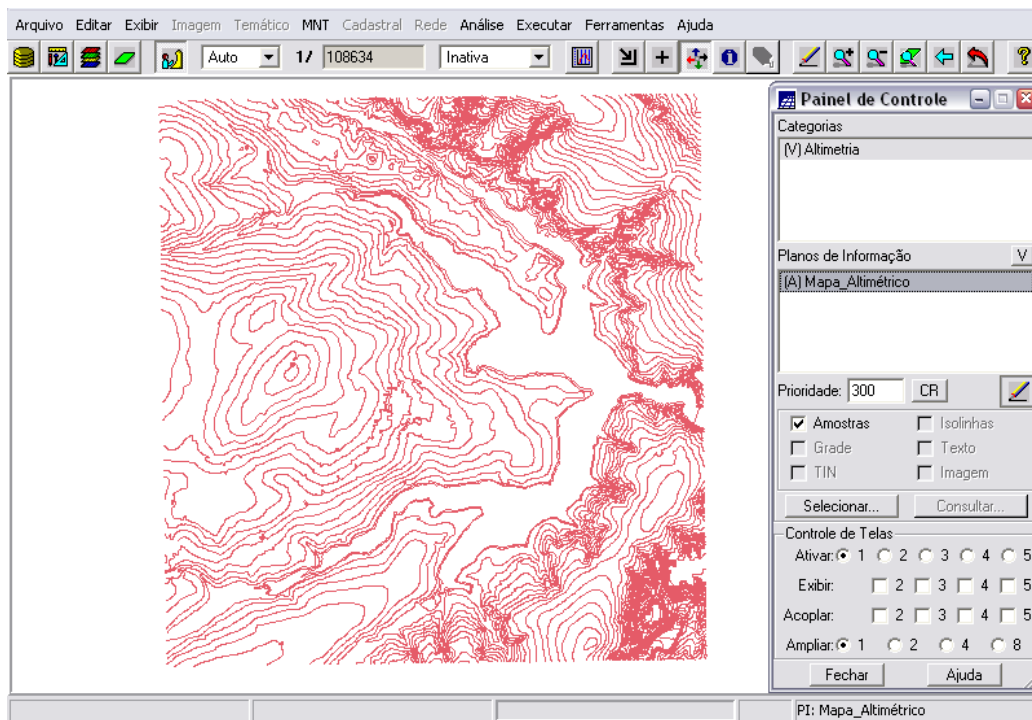 Arquivo Editar Exibir Imagem Temático MNT Cadastral Rede Análise Executar Ferramentas Ajuda
Auto 1/ 108634 Inativa
Painel de Controle
Categorias
(V) Altimetria
Planos de Informação V
(A) Mapa_Altimétrico
Prioridade: 300 CR
Amostras Isolinhas
Grade Texto
TIN Imagem
Selecionar... Consultar...
Controle de Telas
Ativar: 1 2 3 4 5
Exibir: 2 3 4 5
Acoplar: 2 3 4 5
Ampliar: 1 2 4 8
Fechar Ajuda
PI: Mapa_Altimétrico